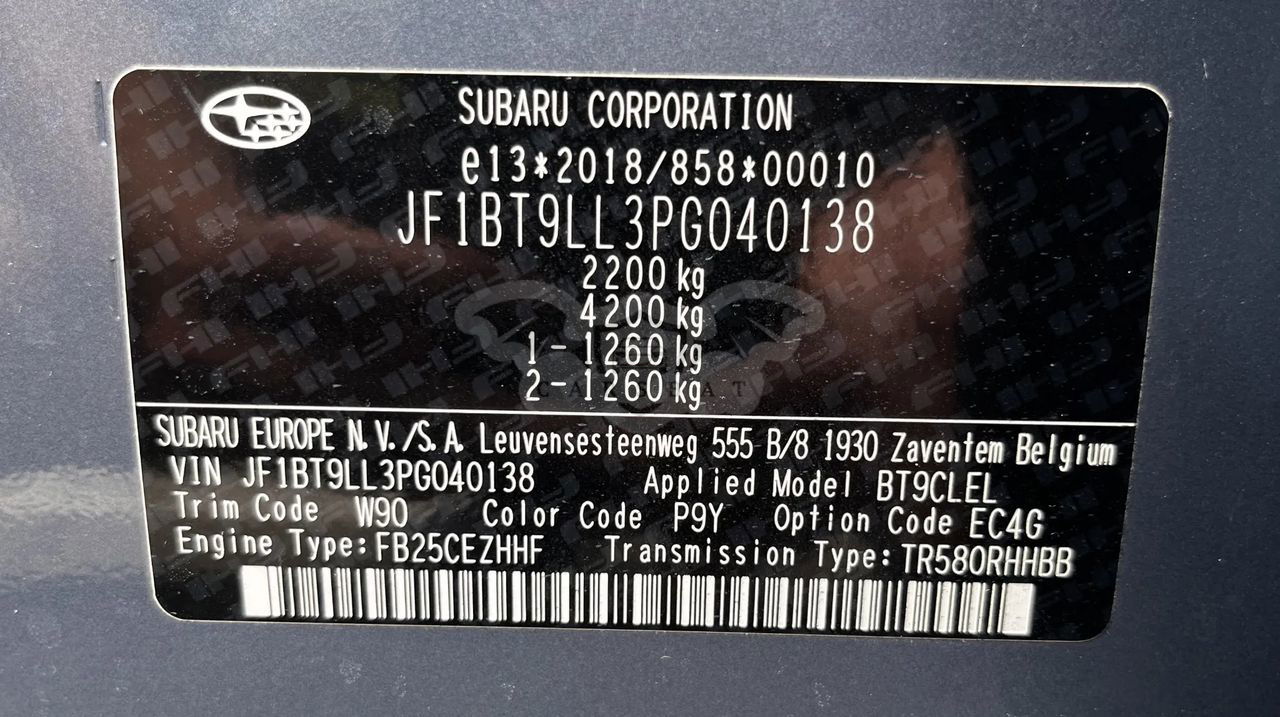 SUBARU CORPORATION
e13*2018/858*00010
JF1BT9LL3PG040138
2200 kg
4200 kg
1 - 1260 kg
2 - 1260 kg
SUBARU EUROPE N.V./S.A. Leuvensesteenweg 555 B/8 1930 Zaventem Belgium
VIN JF1BT9LL3PG040138 Applied Model BT9CLEL
Trim Code W90 Color Code P9Y Option Code EC4G
Engine Type:FB25CEZHHF Transmission Type:TR580RHHBB